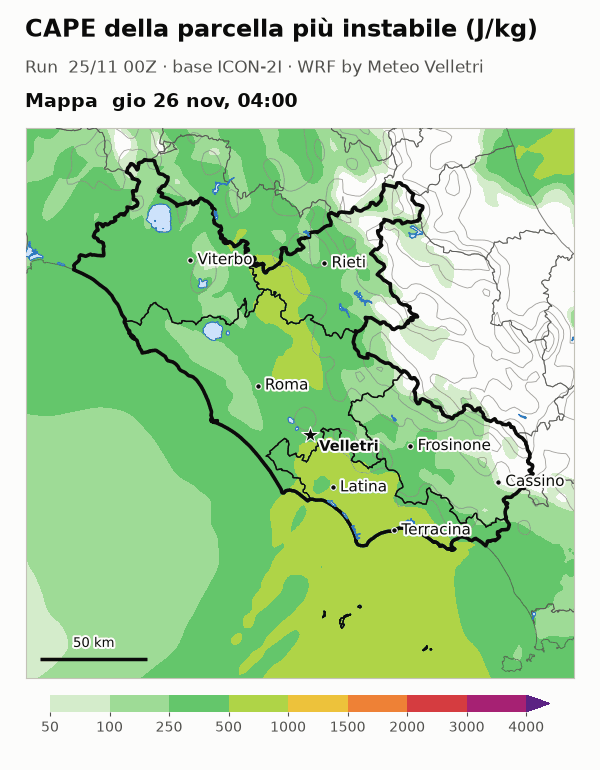 CAPE della parcella più instabile (J/kg)
Run  25/11 00Z · base ICON-2I · WRF by Meteo Velletri
Mappa  gio 26 nov, 04:00
Viterbo
Rieti
Roma
Velletri
Frosinone
Cassino
Latina
Terracina
50 km
50 100 250 500 1000 1500 2000 3000 4000